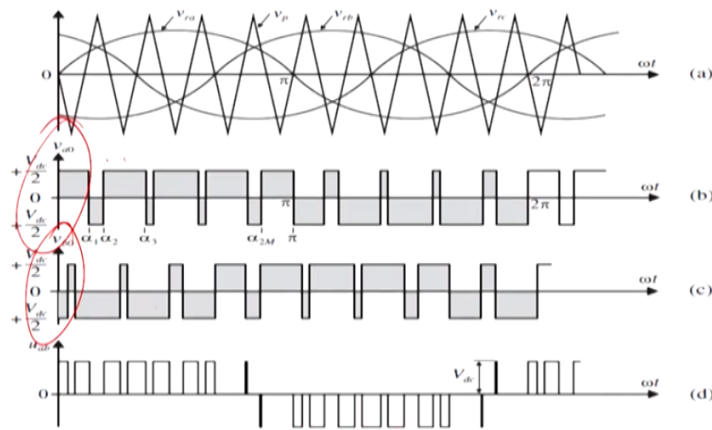 v_ra v_p v_rb v_rc
0 π 2π ωt (a)
v_a0
+ V_dc/2
0 π 2π ωt (b)
+ V_dc/2
α_1 α_2 α_3 α_2M π
+ V_dc/2
0 ωt (c)
+ V_dc/2
u_ab
V_dc ωt
0 (d)